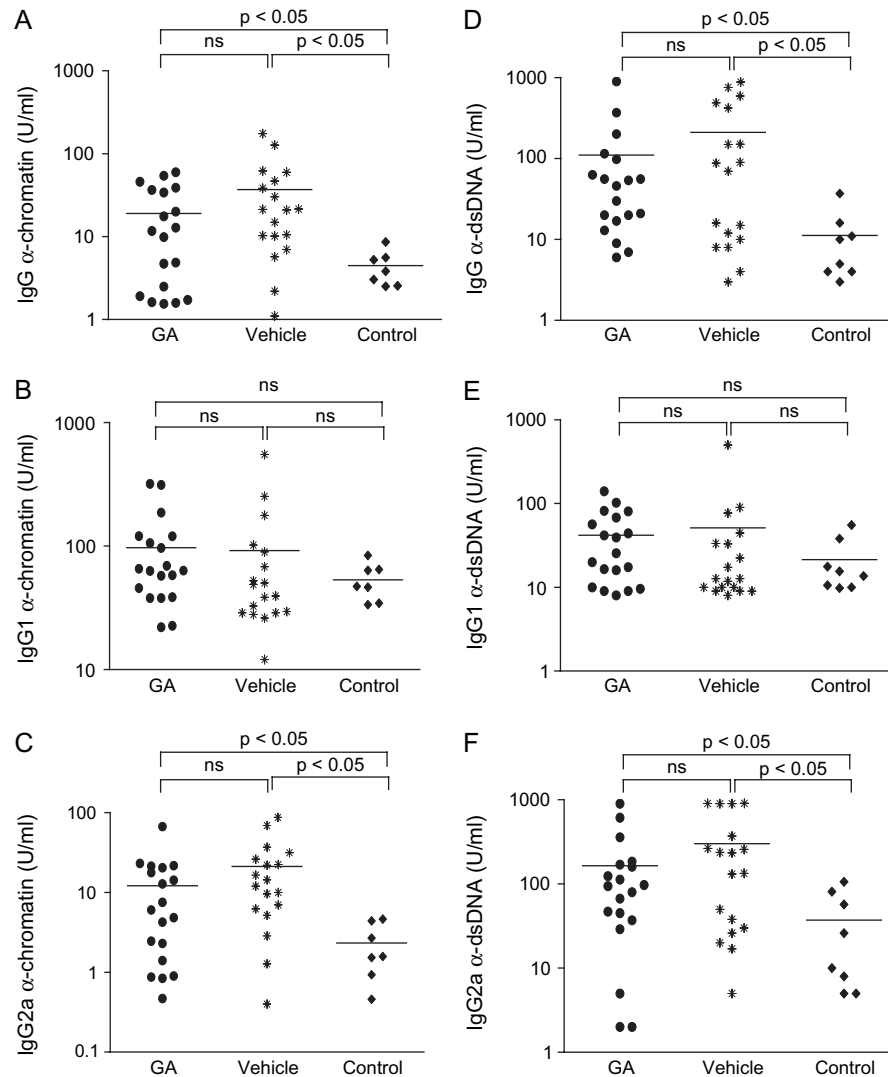 A
p < 0.05
ns
p < 0.05
1000
100
10
1
IgG α-chromatin (U/ml)
GA
Vehicle
Control
D
p < 0.05
ns
p < 0.05
1000
100
10
1
IgG α-dsDNA (U/ml)
GA
Vehicle
Control
B
ns
ns
ns
1000
100
10
IgG1 α-chromatin (U/ml)
GA
Vehicle
Control
E
ns
ns
ns
1000
100
10
1
IgG1 α-dsDNA (U/ml)
GA
Vehicle
Control
C
p < 0.05
ns
p < 0.05
100
10
1
0.1
IgG2a α-chromatin (U/ml)
GA
Vehicle
Control
F
p < 0.05
ns
p < 0.05
1000
100
10
1
IgG2a α-dsDNA (U/ml)
GA
Vehicle
Control